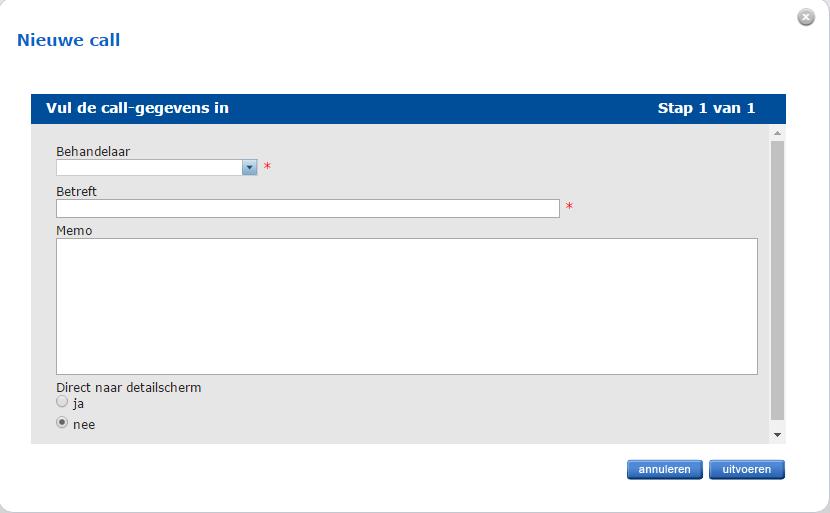 Nieuwe call
Vul de call-gegevens in Stap 1 van 1
Behandelaar
*
Betreft
*
Memo
Direct naar detailscherm
ja
nee
annuleren uitvoeren